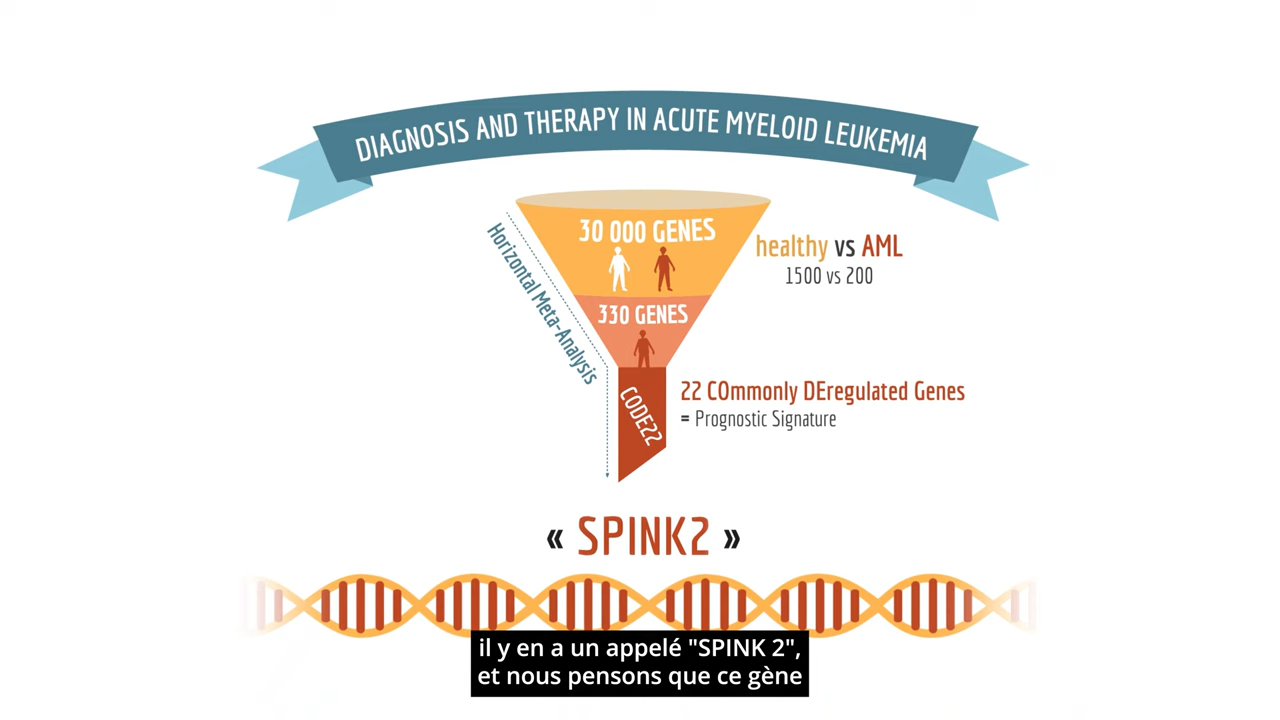 DIAGNOSIS AND THERAPY IN ACUTE MYELOID LEUKEMIA
30 000 GENES
healthy vs AML
1500 vs 200
Horizontal Meta-Analysis
330 GENES
CODE22
22 COmmonly DEregulated Genes
= Prognostic Signature
« SPINK2 »
il y en a un appelé "SPINK 2",
et nous pensons que ce gène